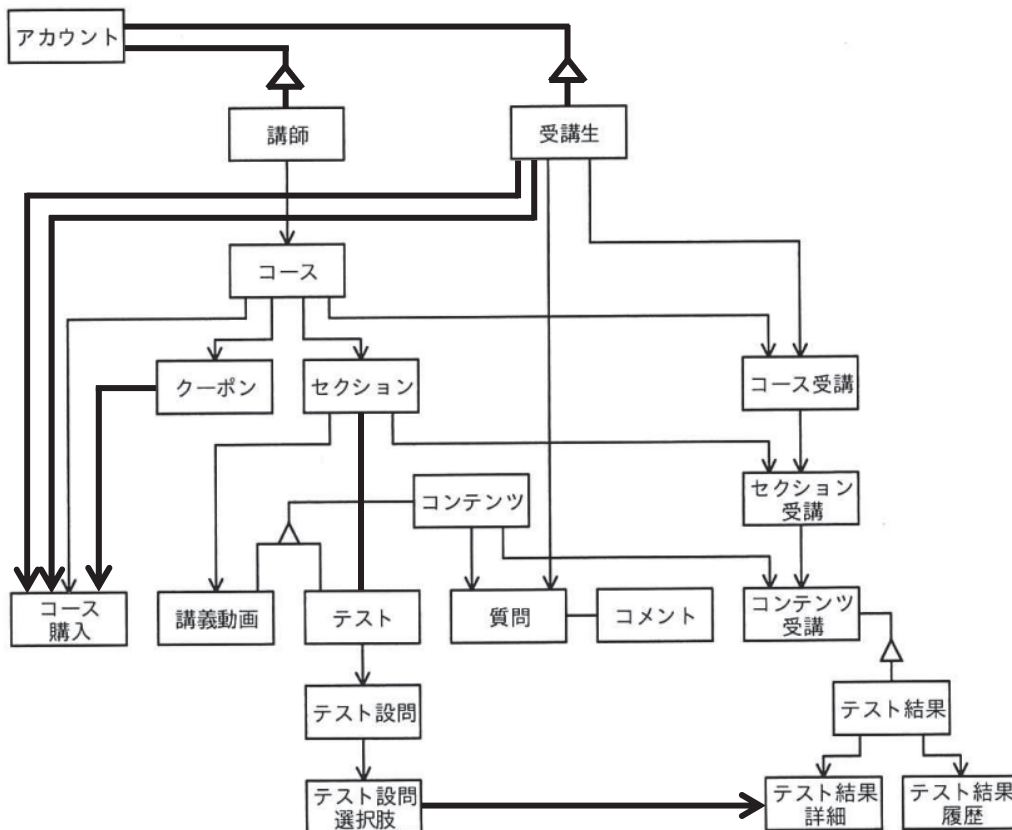 アカウント
講師
受講生
コース
クーポン
セクション
コース受講
コンテンツ
セクション
受講
コース
購入
講義動画
テスト
質問
コメント
コンテンツ
受講
テスト設問
テスト結果
テスト設問
選択肢
テスト結果
詳細
テスト結果
履歴